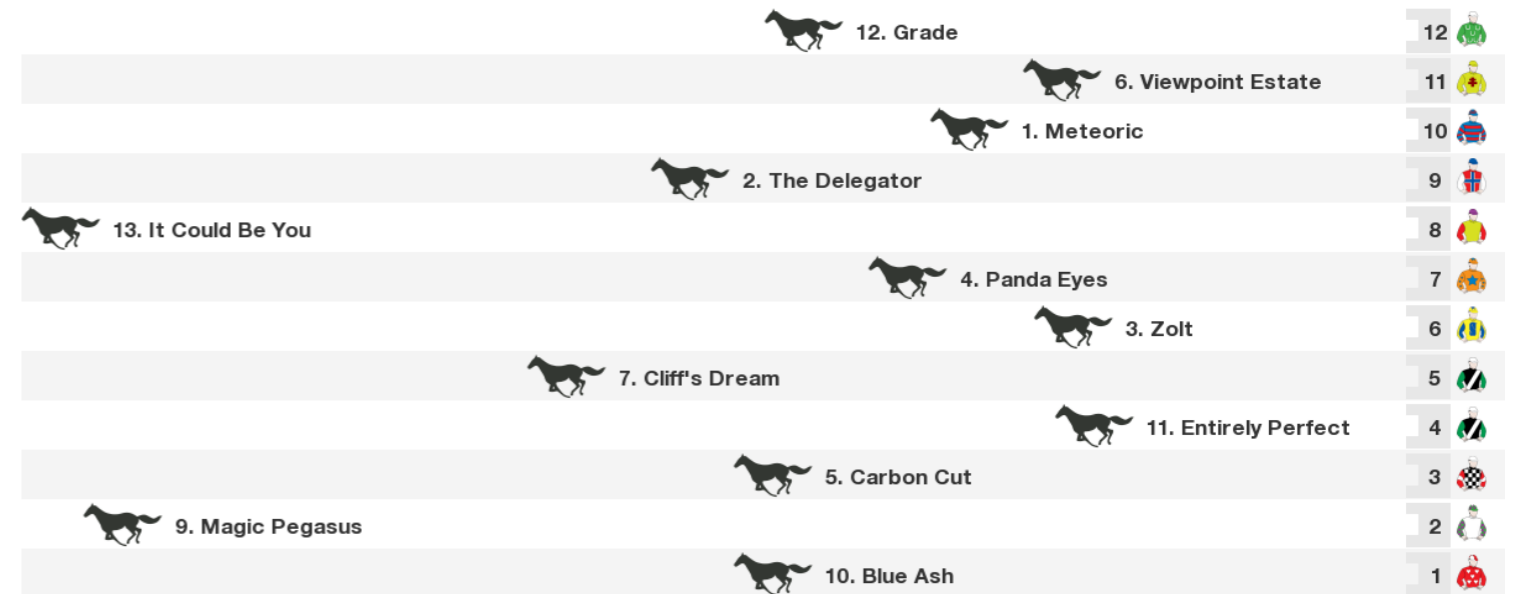 12. Grade 12
6. Viewpoint Estate 11
1. Meteoric 10
2. The Delegator 9
13. It Could Be You 8
4. Panda Eyes 7
3. Zolt 6
7. Cliff's Dream 5
11. Entirely Perfect 4
5. Carbon Cut 3
9. Magic Pegasus 2
10. Blue Ash 1